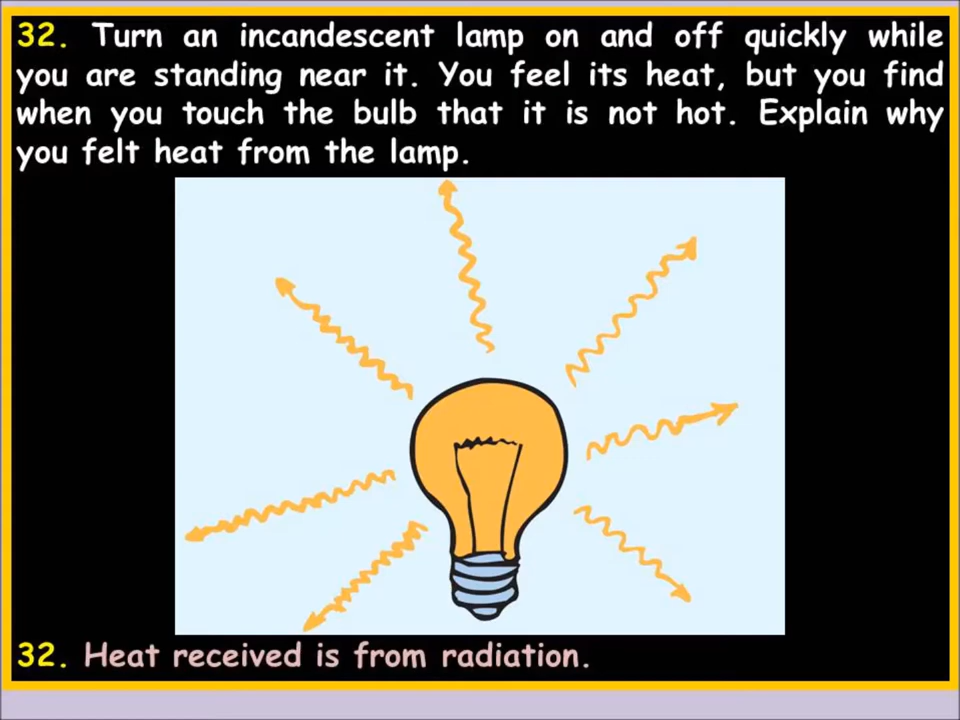 32. Turn an incandescent lamp on and off quickly while
you are standing near it. You feel its heat, but you find
when you touch the bulb that it is not hot. Explain why
you felt heat from the lamp.
32. Heat received is from radiation.